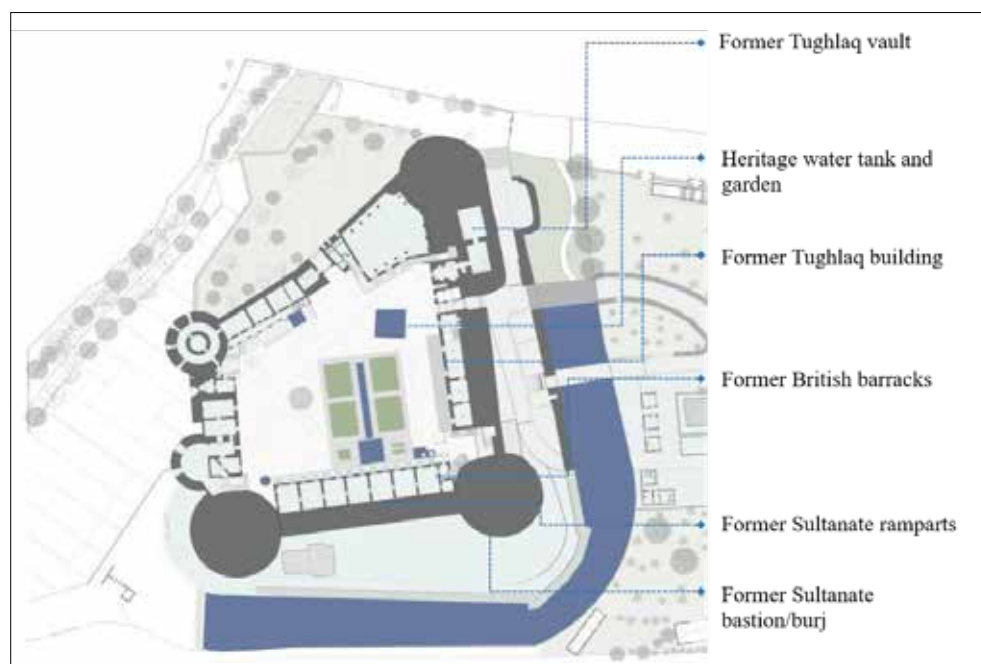 Former Tughlaq vault
Heritage water tank and
garden
Former Tughlaq building
Former British barracks
Former Sultanate ramparts
Former Sultanate
bastion/burj